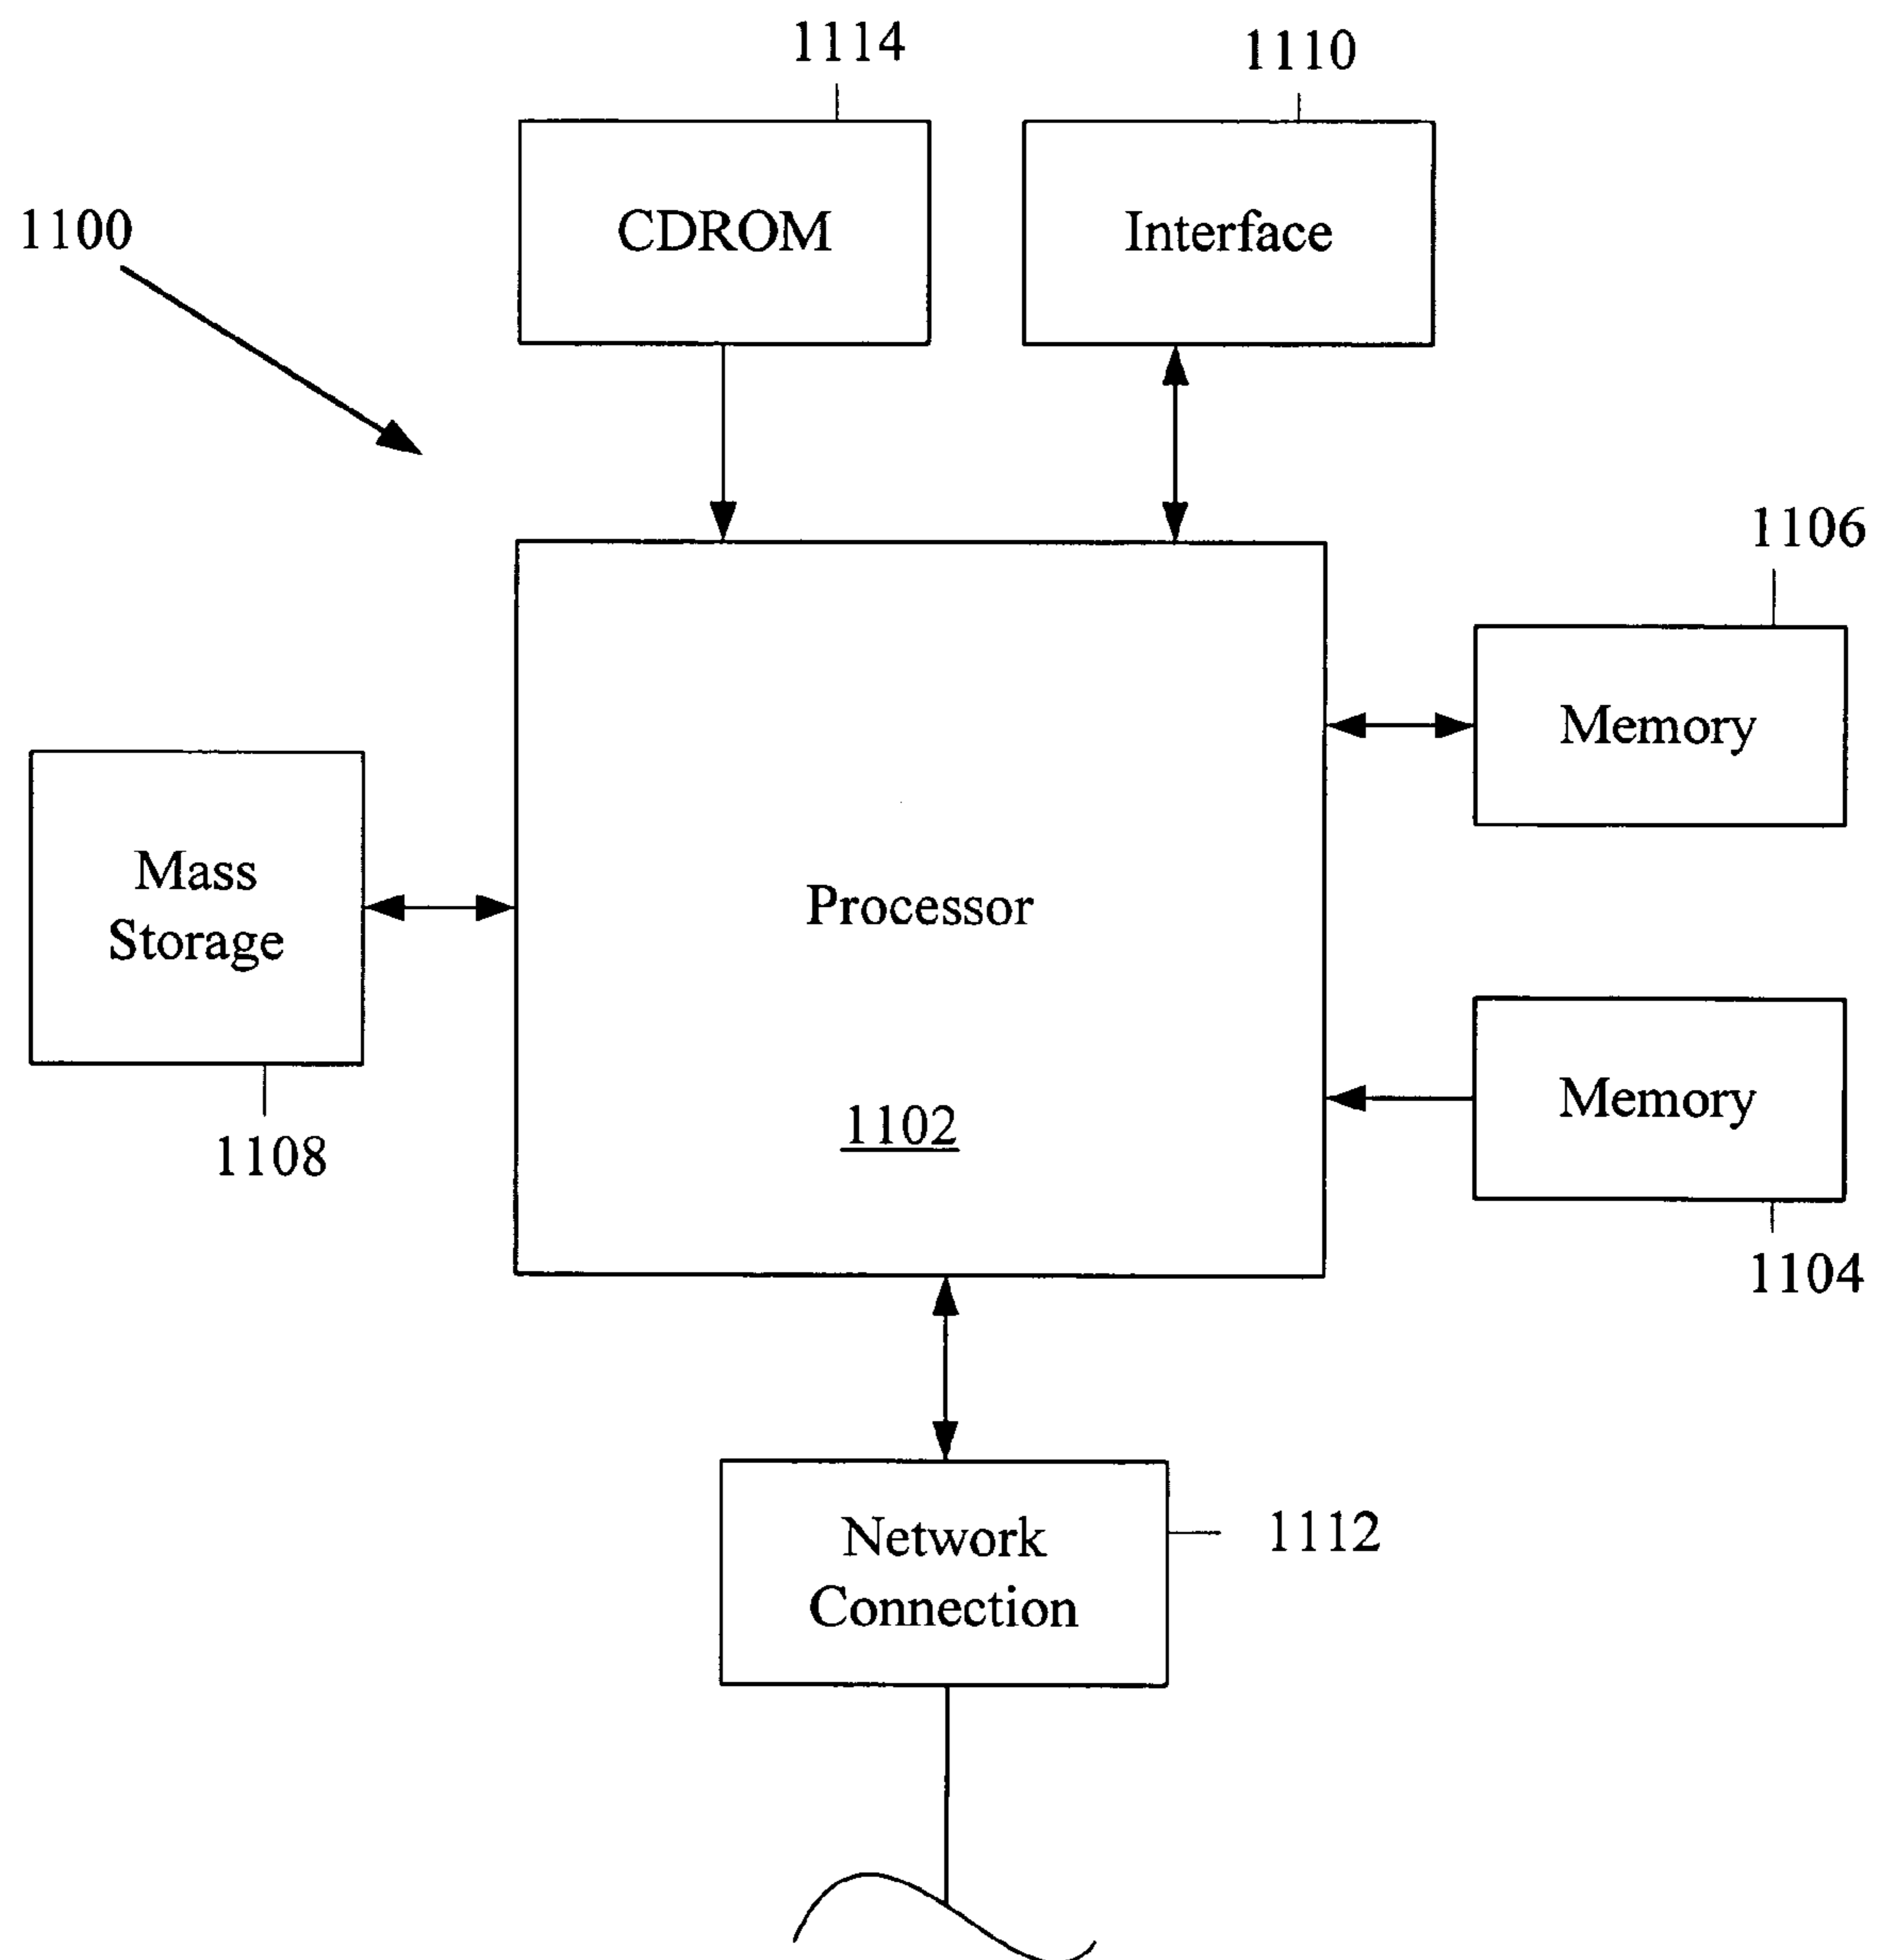 1114
1110
1100
CDROM
Interface
1106
Memory
Mass
Storage
Processor
Memory
1102
1108
1104
Network
Connection
1112